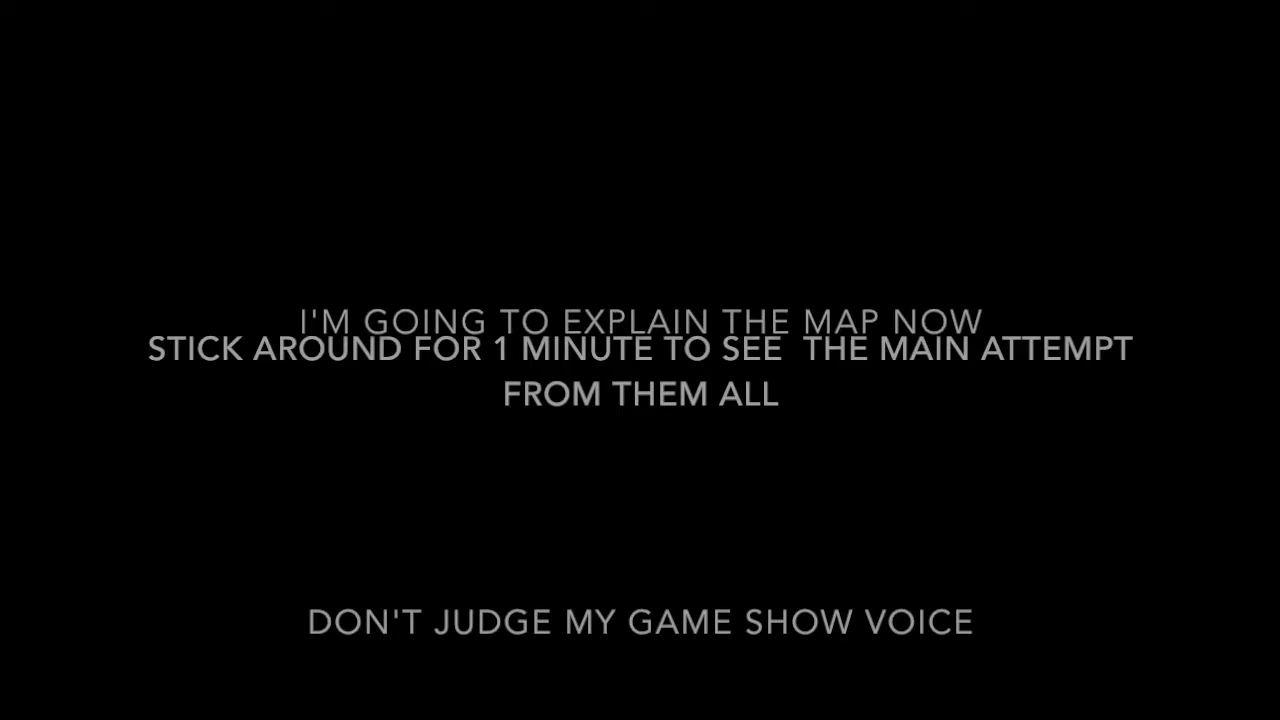 I'M GOING TO EXPLAIN THE MAP NOW
STICK AROUND FOR 1 MINUTE TO SEE  THE MAIN ATTEMPT
FROM THEM ALL
DON'T JUDGE MY GAME SHOW VOICE